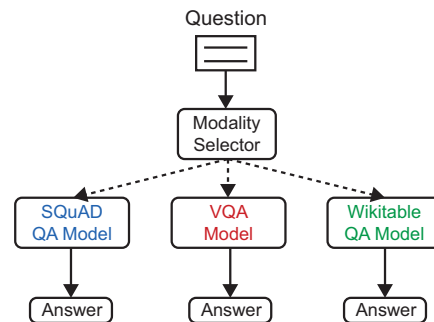 Question
Modality
Selector
SQuAD
QA Model
VQA
Model
Wikitable
QA Model
Answer
Answer
Answer